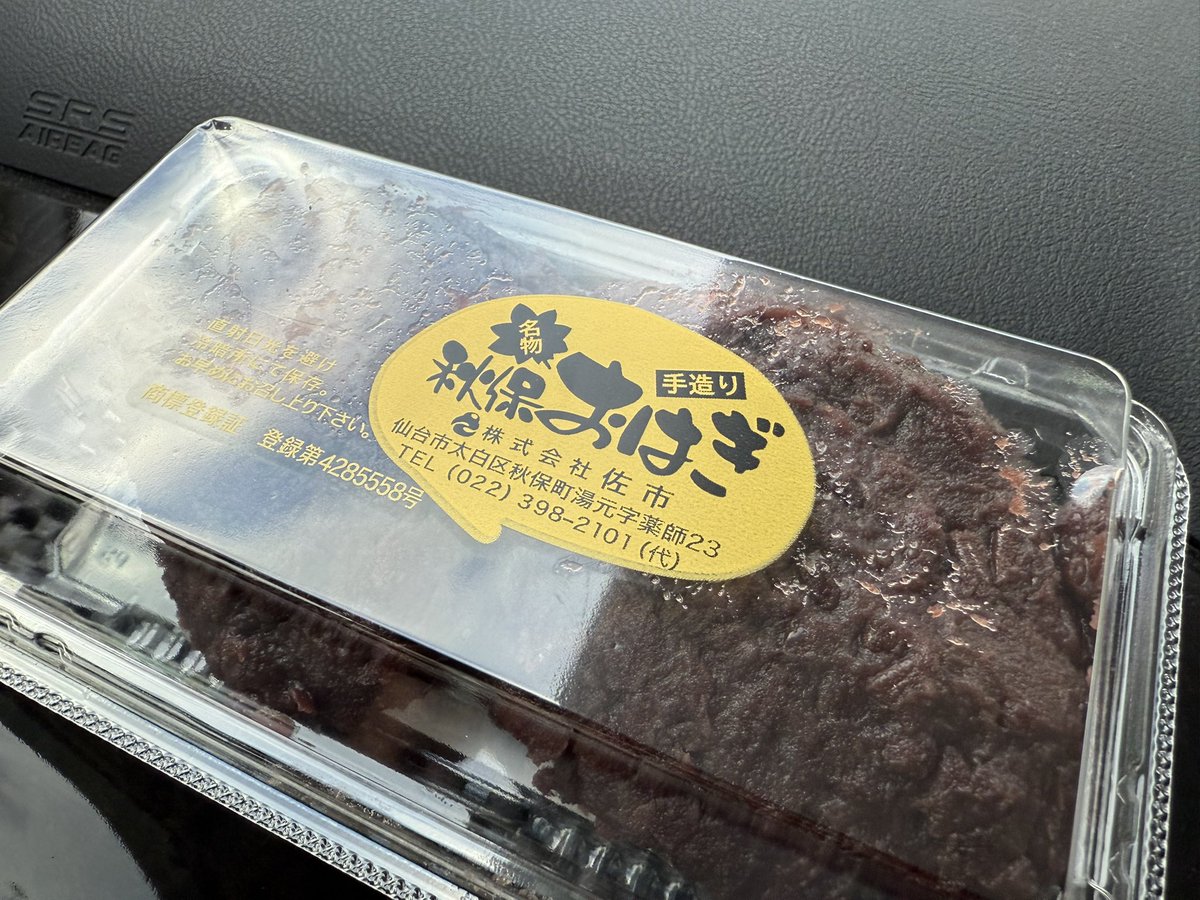 SRS
AIRBAG
名物
秋保おはぎ
手造り
株式会社佐市
仙台市太白区秋保町湯元字薬師23
TEL (022) 398-2101(代)
直射日光を避け
冷暗所にて保存。
お早めにお召し上り下さい。
商標登録証 登録第4285558号